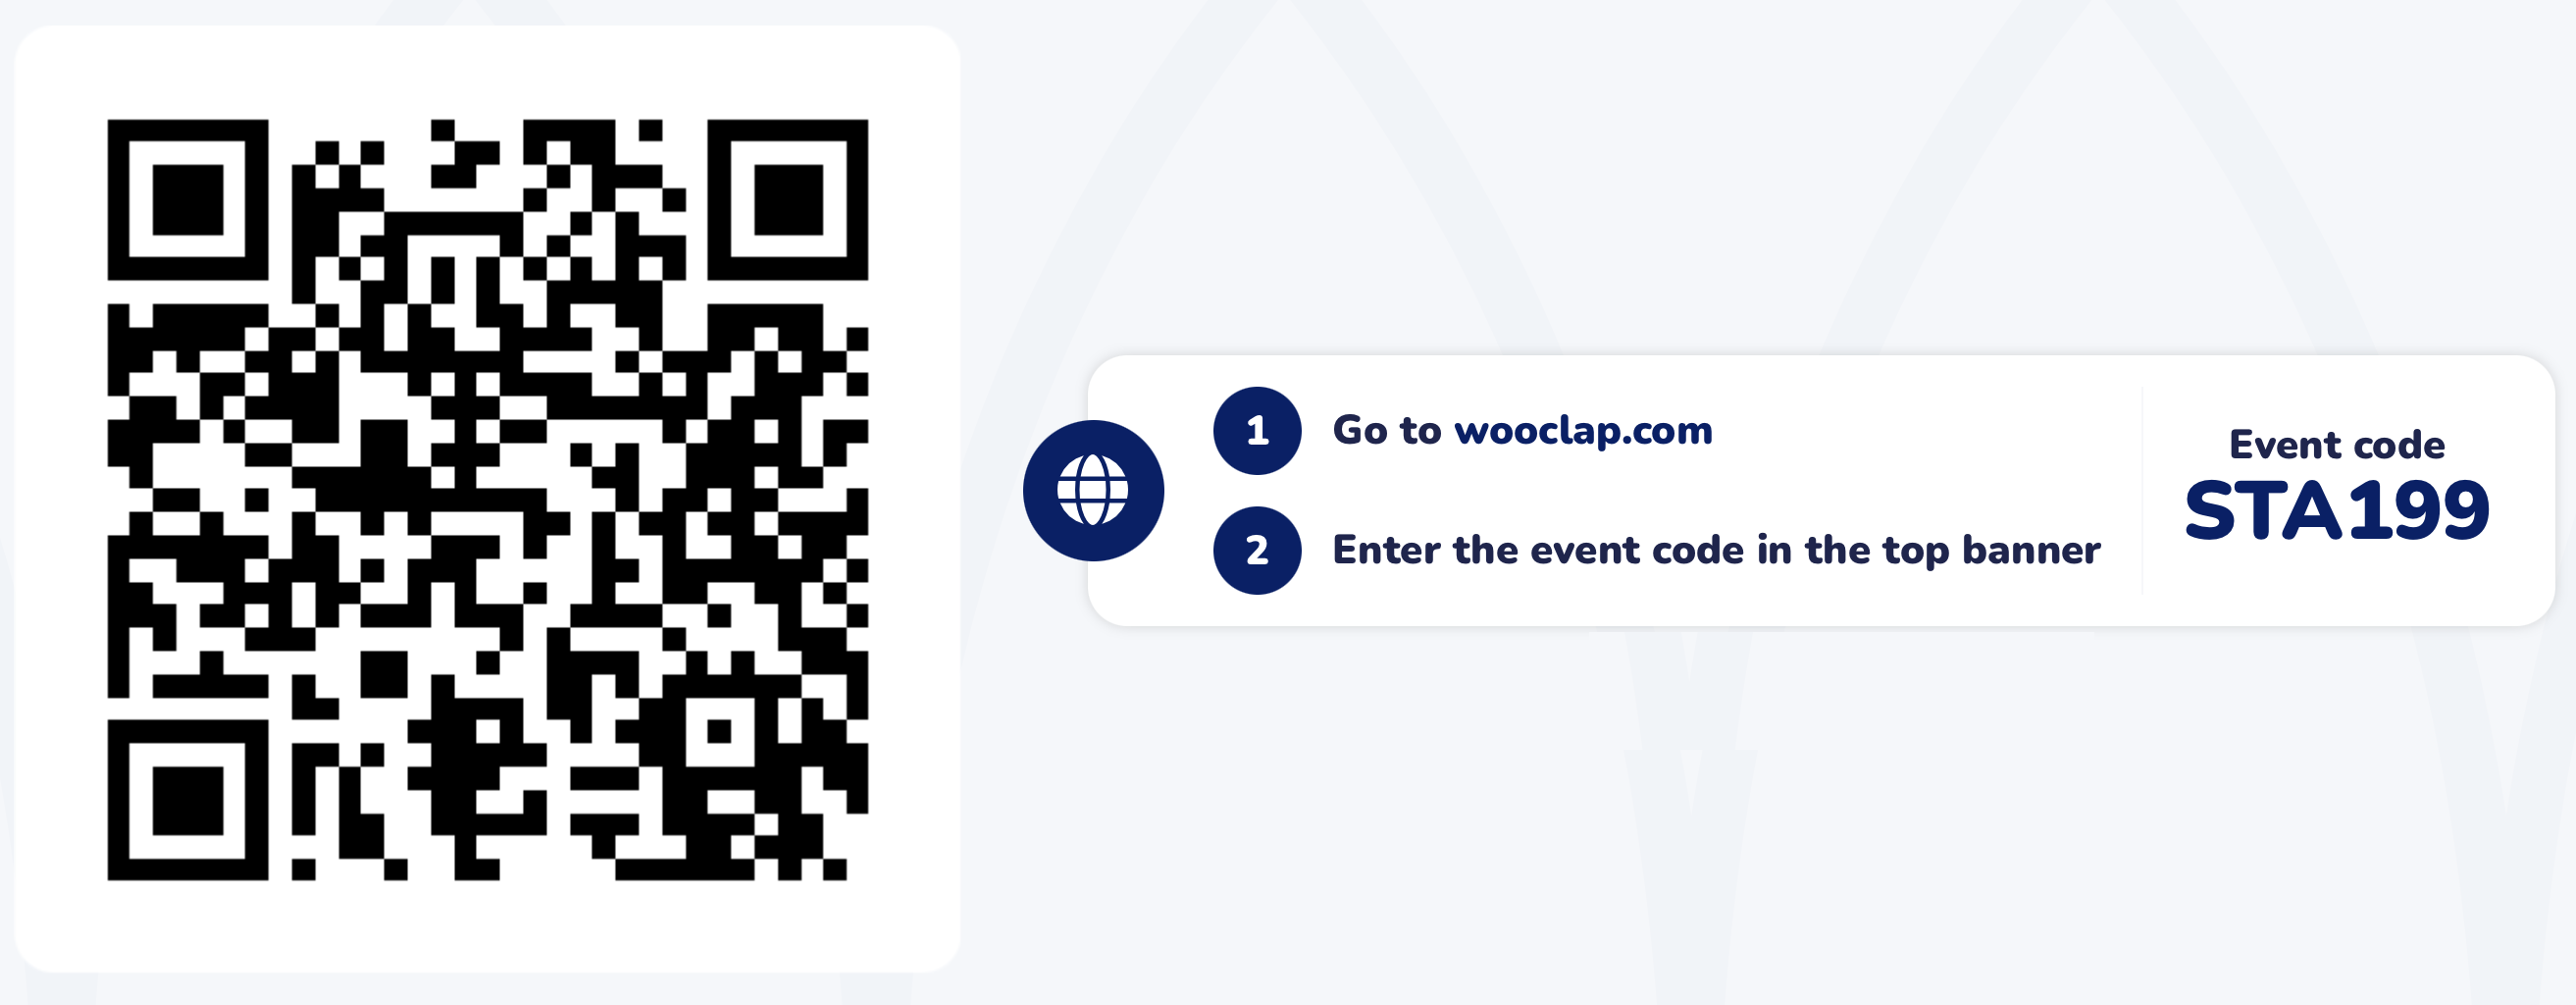 1 Go to wooclap.com
2 Enter the event code in the top banner
Event code
STA199